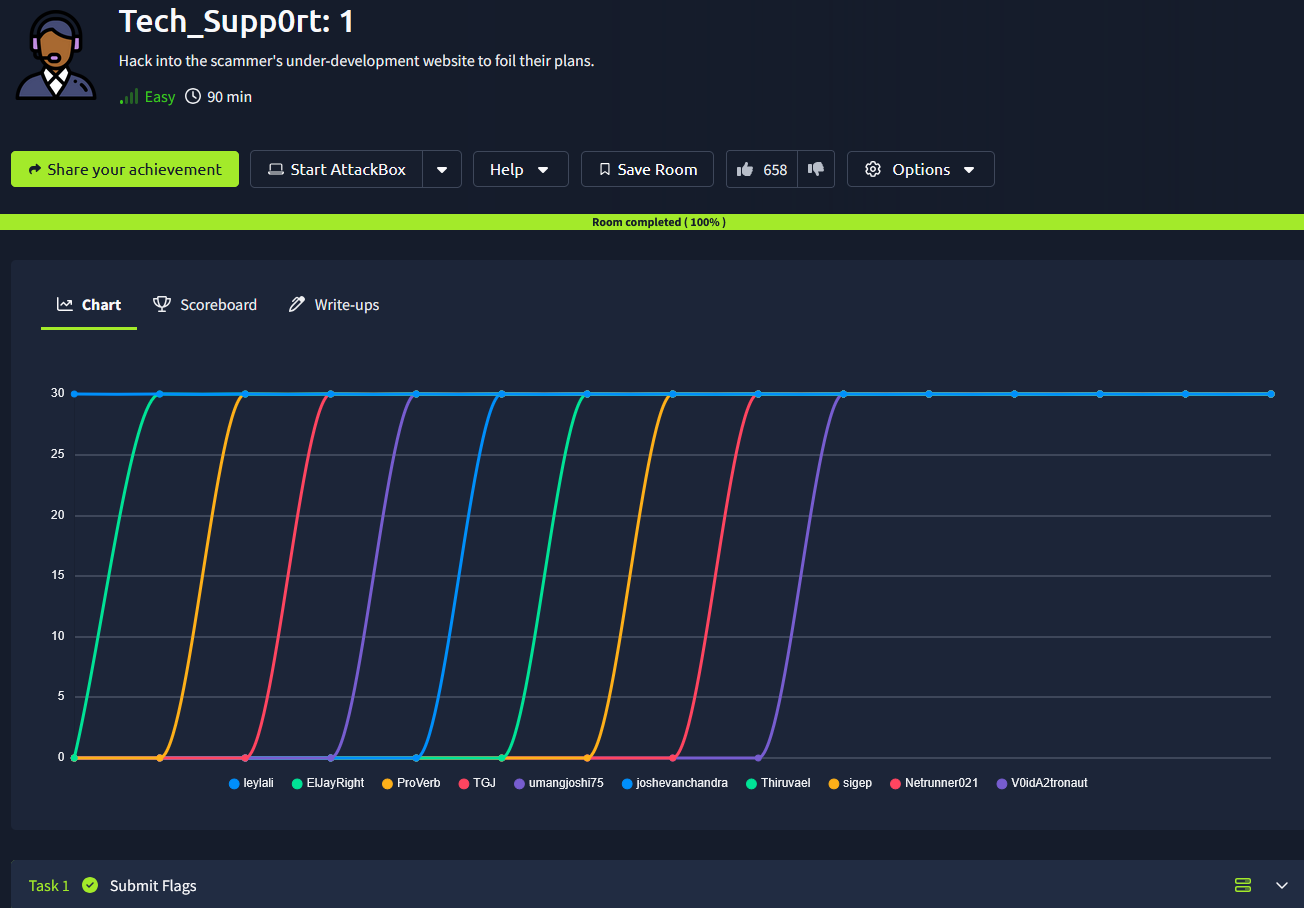 Tech_Supp0rt: 1
Hack into the scammer's under-development website to foil their plans.
Easy 90 min
Share your achievement Start AttackBox Help Save Room 658 Options
Room completed ( 100% )
Chart Scoreboard Write-ups
30
25
20
15
10
5
0
leylali ElJayRight ProVerb TGJ umangjoshi75 joshevanchandra Thiruvael sigep Netrunner021 V0idA2tronaut
Task 1 Submit Flags